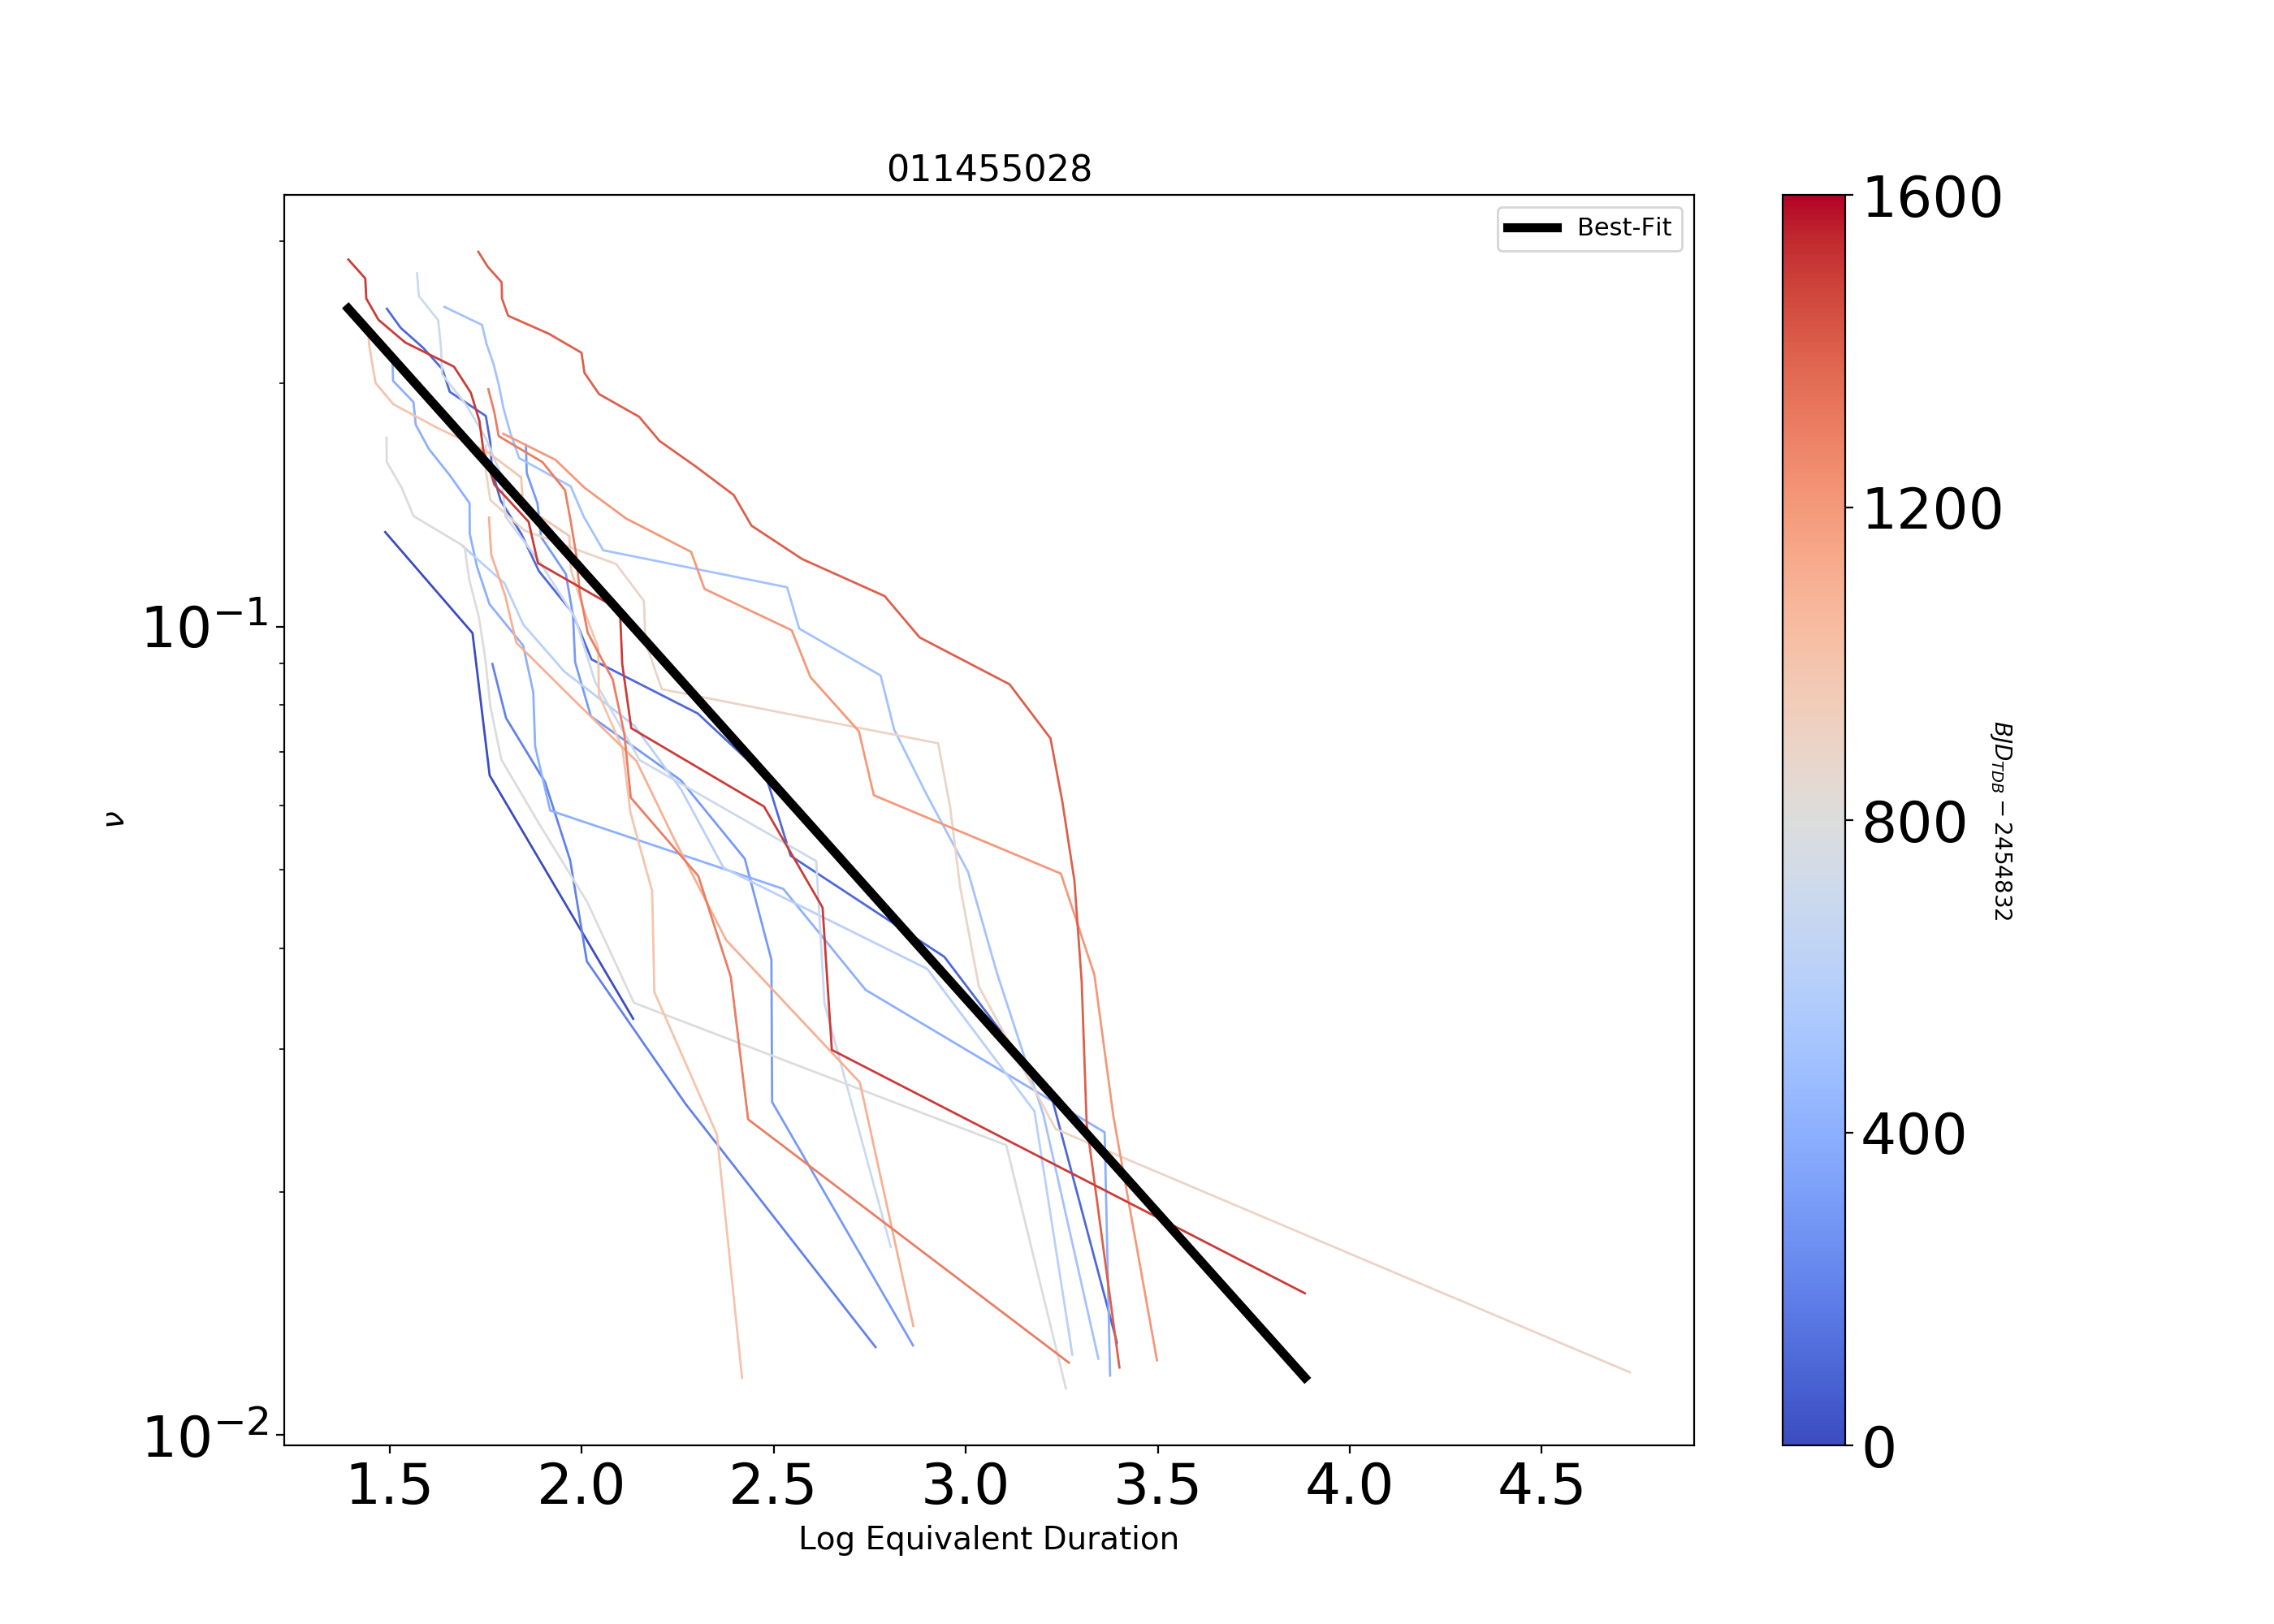 011455028
Best-Fit
10⁻¹
10⁻²
ν
1.5 2.0 2.5 3.0 3.5 4.0 4.5
Log Equivalent Duration
1600
1200
800
400
0
BJD_TDB − 2454832